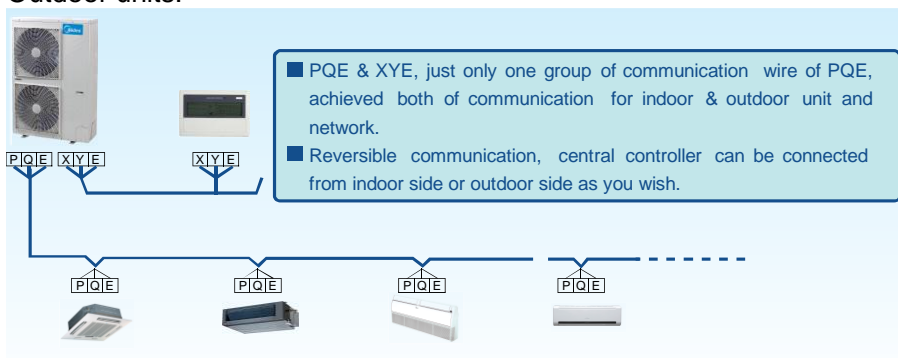 Outdoor units:
Midea
PQE & XYE, just only one group of communication wire of PQE,
achieved both of communication for indoor & outdoor unit and
network.
Reversible communication, central controller can be connected
from indoor side or outdoor side as you wish.
P Q E X Y E X Y E
P Q E P Q E P Q E P Q E